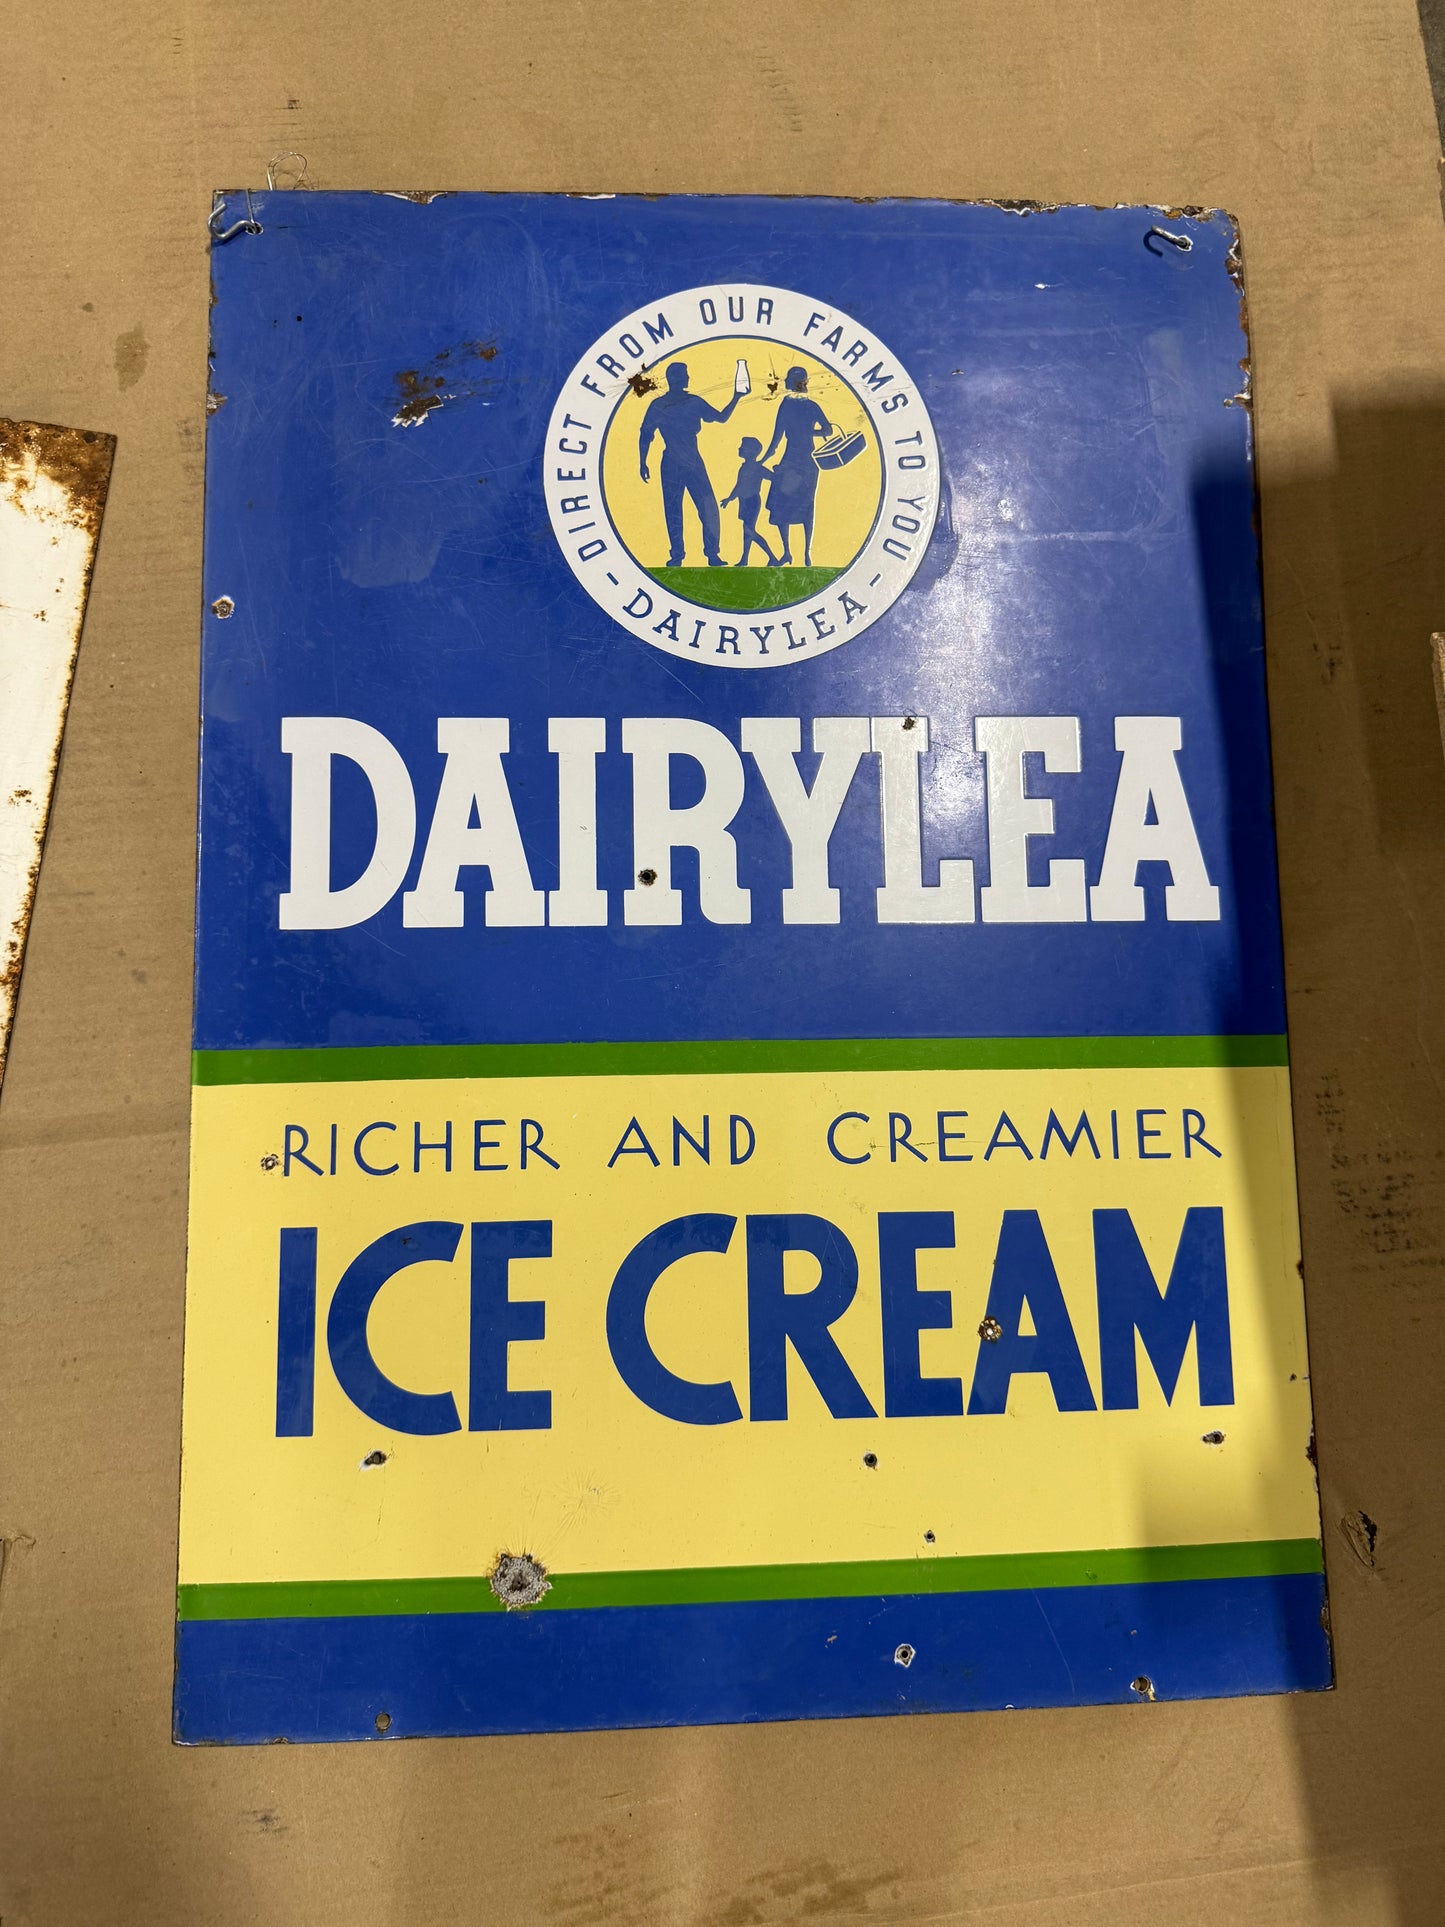 DIRECT FROM OUR FARMS TO YOU
- DAIRYLEA -
DAIRYLEA
RICHER AND CREAMIER
ICE CREAM